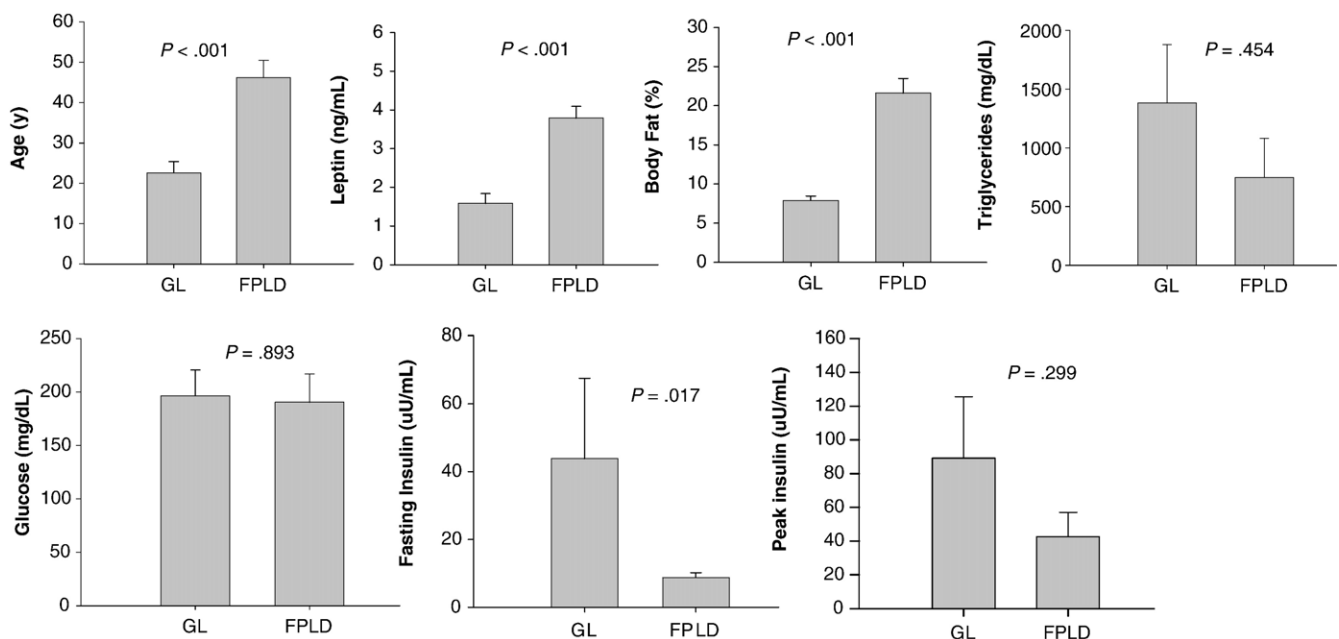 Age (y)
60
50
40
30
20
10
0
P < .001
GL
FPLD
Leptin (ng/mL)
6
5
4
3
2
1
0
P < .001
GL
FPLD
Body Fat (%)
30
25
20
15
10
5
0
P < .001
GL
FPLD
Triglycerides (mg/dL)
2000
1500
1000
500
0
P = .454
GL
FPLD
Glucose (mg/dL)
250
200
150
100
50
0
P = .893
GL
FPLD
Fasting Insulin (uU/mL)
80
60
40
20
0
P = .017
GL
FPLD
Peak insulin (uU/mL)
160
140
120
100
80
60
40
20
0
P = .299
GL
FPLD